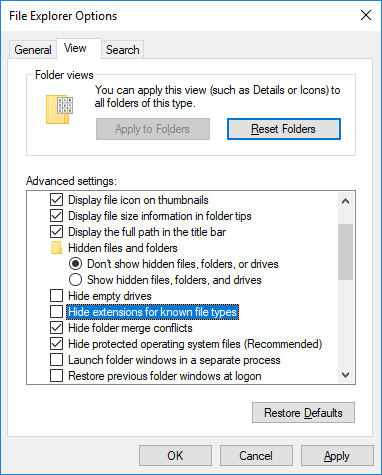 File Explorer Options
General View Search
Folder views
You can apply this view (such as Details or Icons) to
all folders of this type.
Apply to Folders Reset Folders
Advanced settings:
Display file icon on thumbnails
Display file size information in folder tips
Display the full path in the title bar
Hidden files and folders
Don't show hidden files, folders, or drives
Show hidden files, folders, and drives
Hide empty drives
Hide extensions for known file types
Hide folder merge conflicts
Hide protected operating system files (Recommended)
Launch folder windows in a separate process
Restore previous folder windows at logon
Restore Defaults
OK Cancel Apply